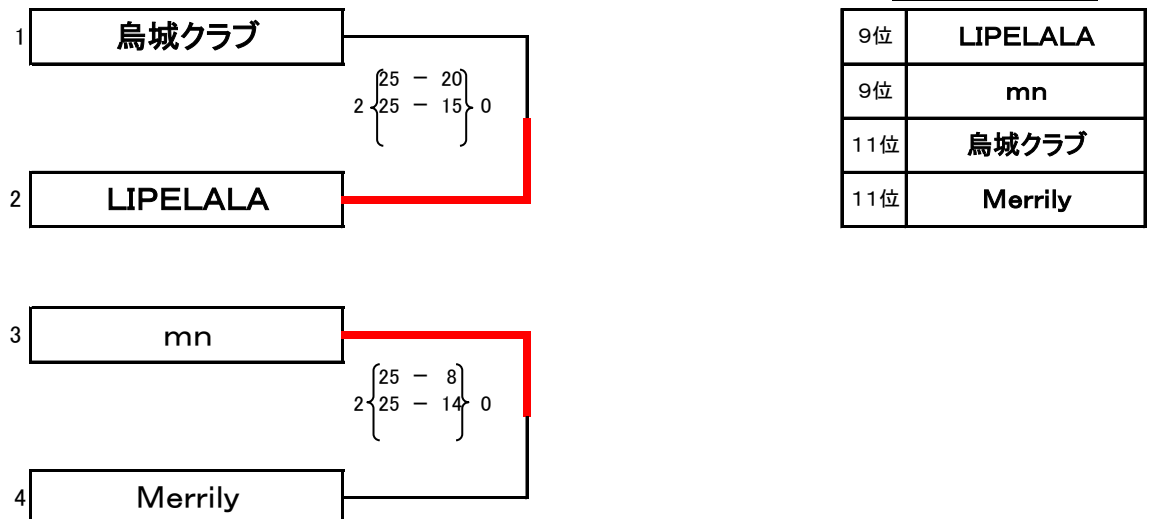 1 烏城クラブ
25 － 20
2 25 － 15 0
2 LIPELALA
3 mn
25 － 8
2 25 － 14 0
4 Merrily
9位 LIPELALA
9位 mn
11位 烏城クラブ
11位 Merrily